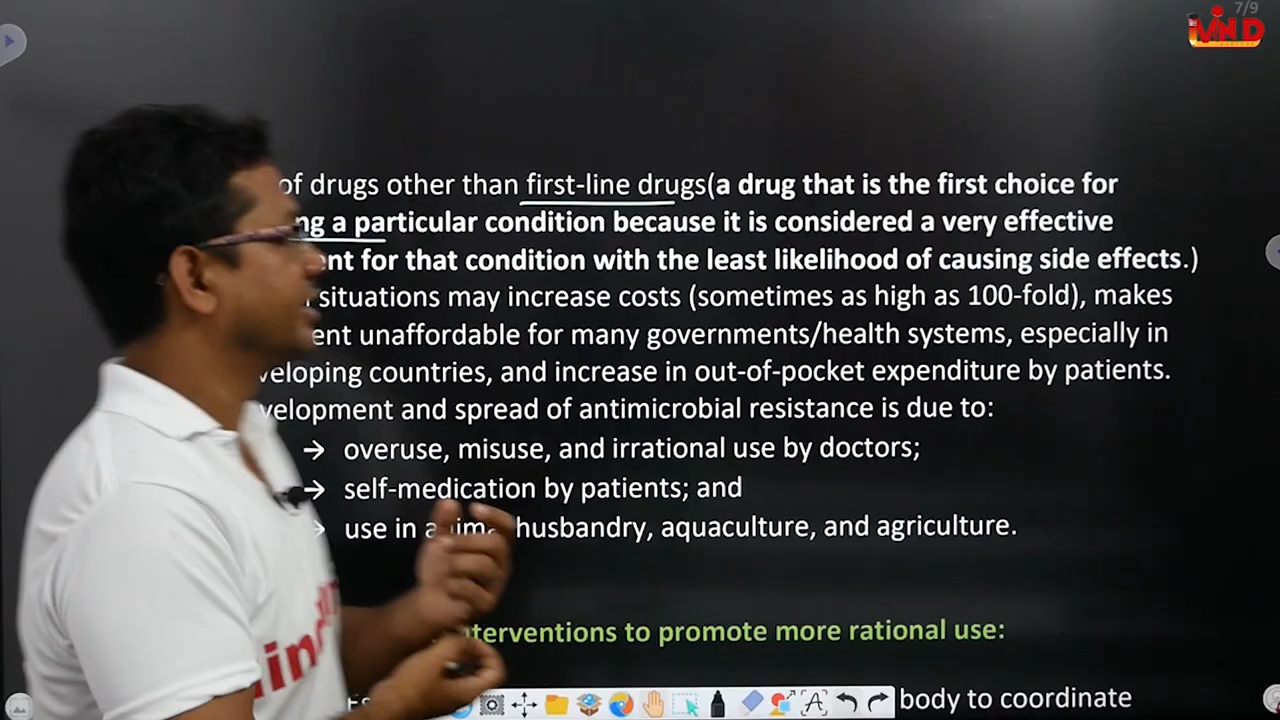 7/9
MIND
of drugs other than first-line drugs(a drug that is the first choice for
ng a particular condition because it is considered a very effective
ent for that condition with the least likelihood of causing side effects.)
situations may increase costs (sometimes as high as 100-fold), makes
ent unaffordable for many governments/health systems, especially in
veloping countries, and increase in out-of-pocket expenditure by patients.
velopment and spread of antimicrobial resistance is due to:
→ overuse, misuse, and irrational use by doctors;
→ self-medication by patients; and
→ use in animal husbandry, aquaculture, and agriculture.
nterventions to promote more rational use:
body to coordinate